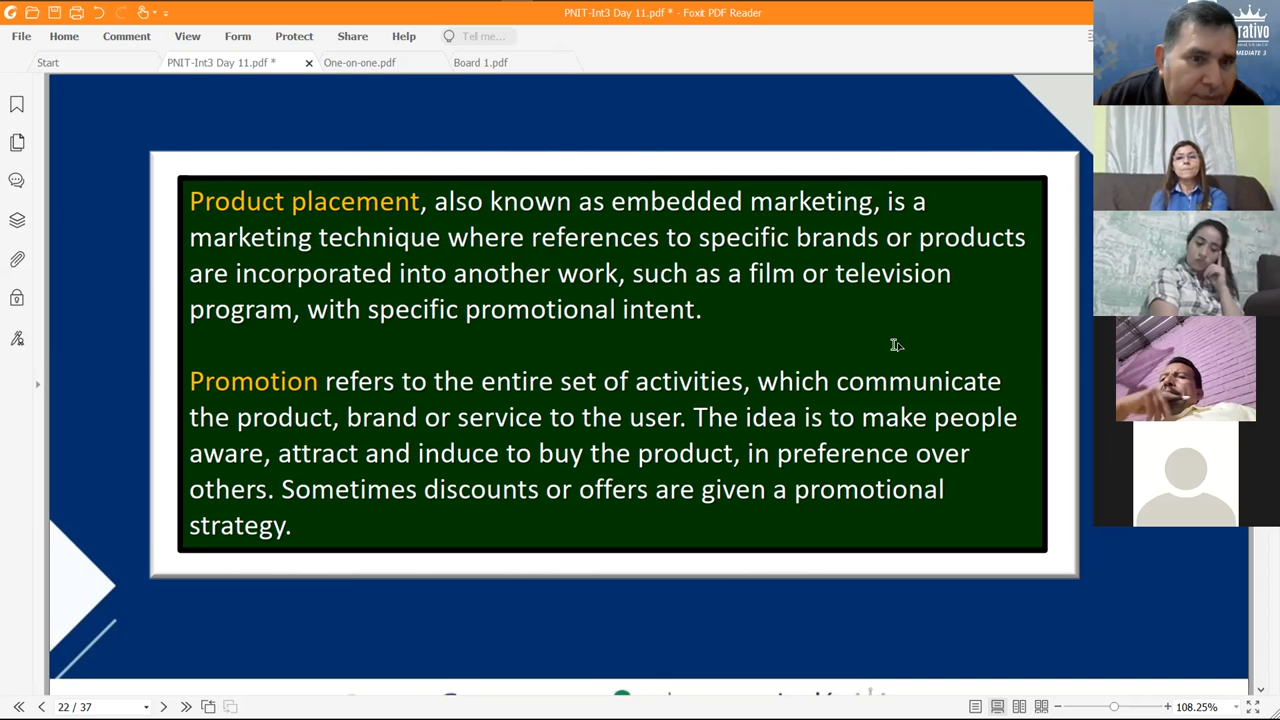 PNIT-Int3 Day 11.pdf * - Foxit PDF Reader
File Home Comment View Form Protect Share Help Tell me...
Start PNIT-Int3 Day 11.pdf * One-on-one.pdf Board 1.pdf
Product placement, also known as embedded marketing, is a
marketing technique where references to specific brands or products
are incorporated into another work, such as a film or television
program, with specific promotional intent.
Promotion refers to the entire set of activities, which communicate
the product, brand or service to the user. The idea is to make people
aware, attract and induce to buy the product, in preference over
others. Sometimes discounts or offers are given a promotional
strategy.
22 / 37
108.25%